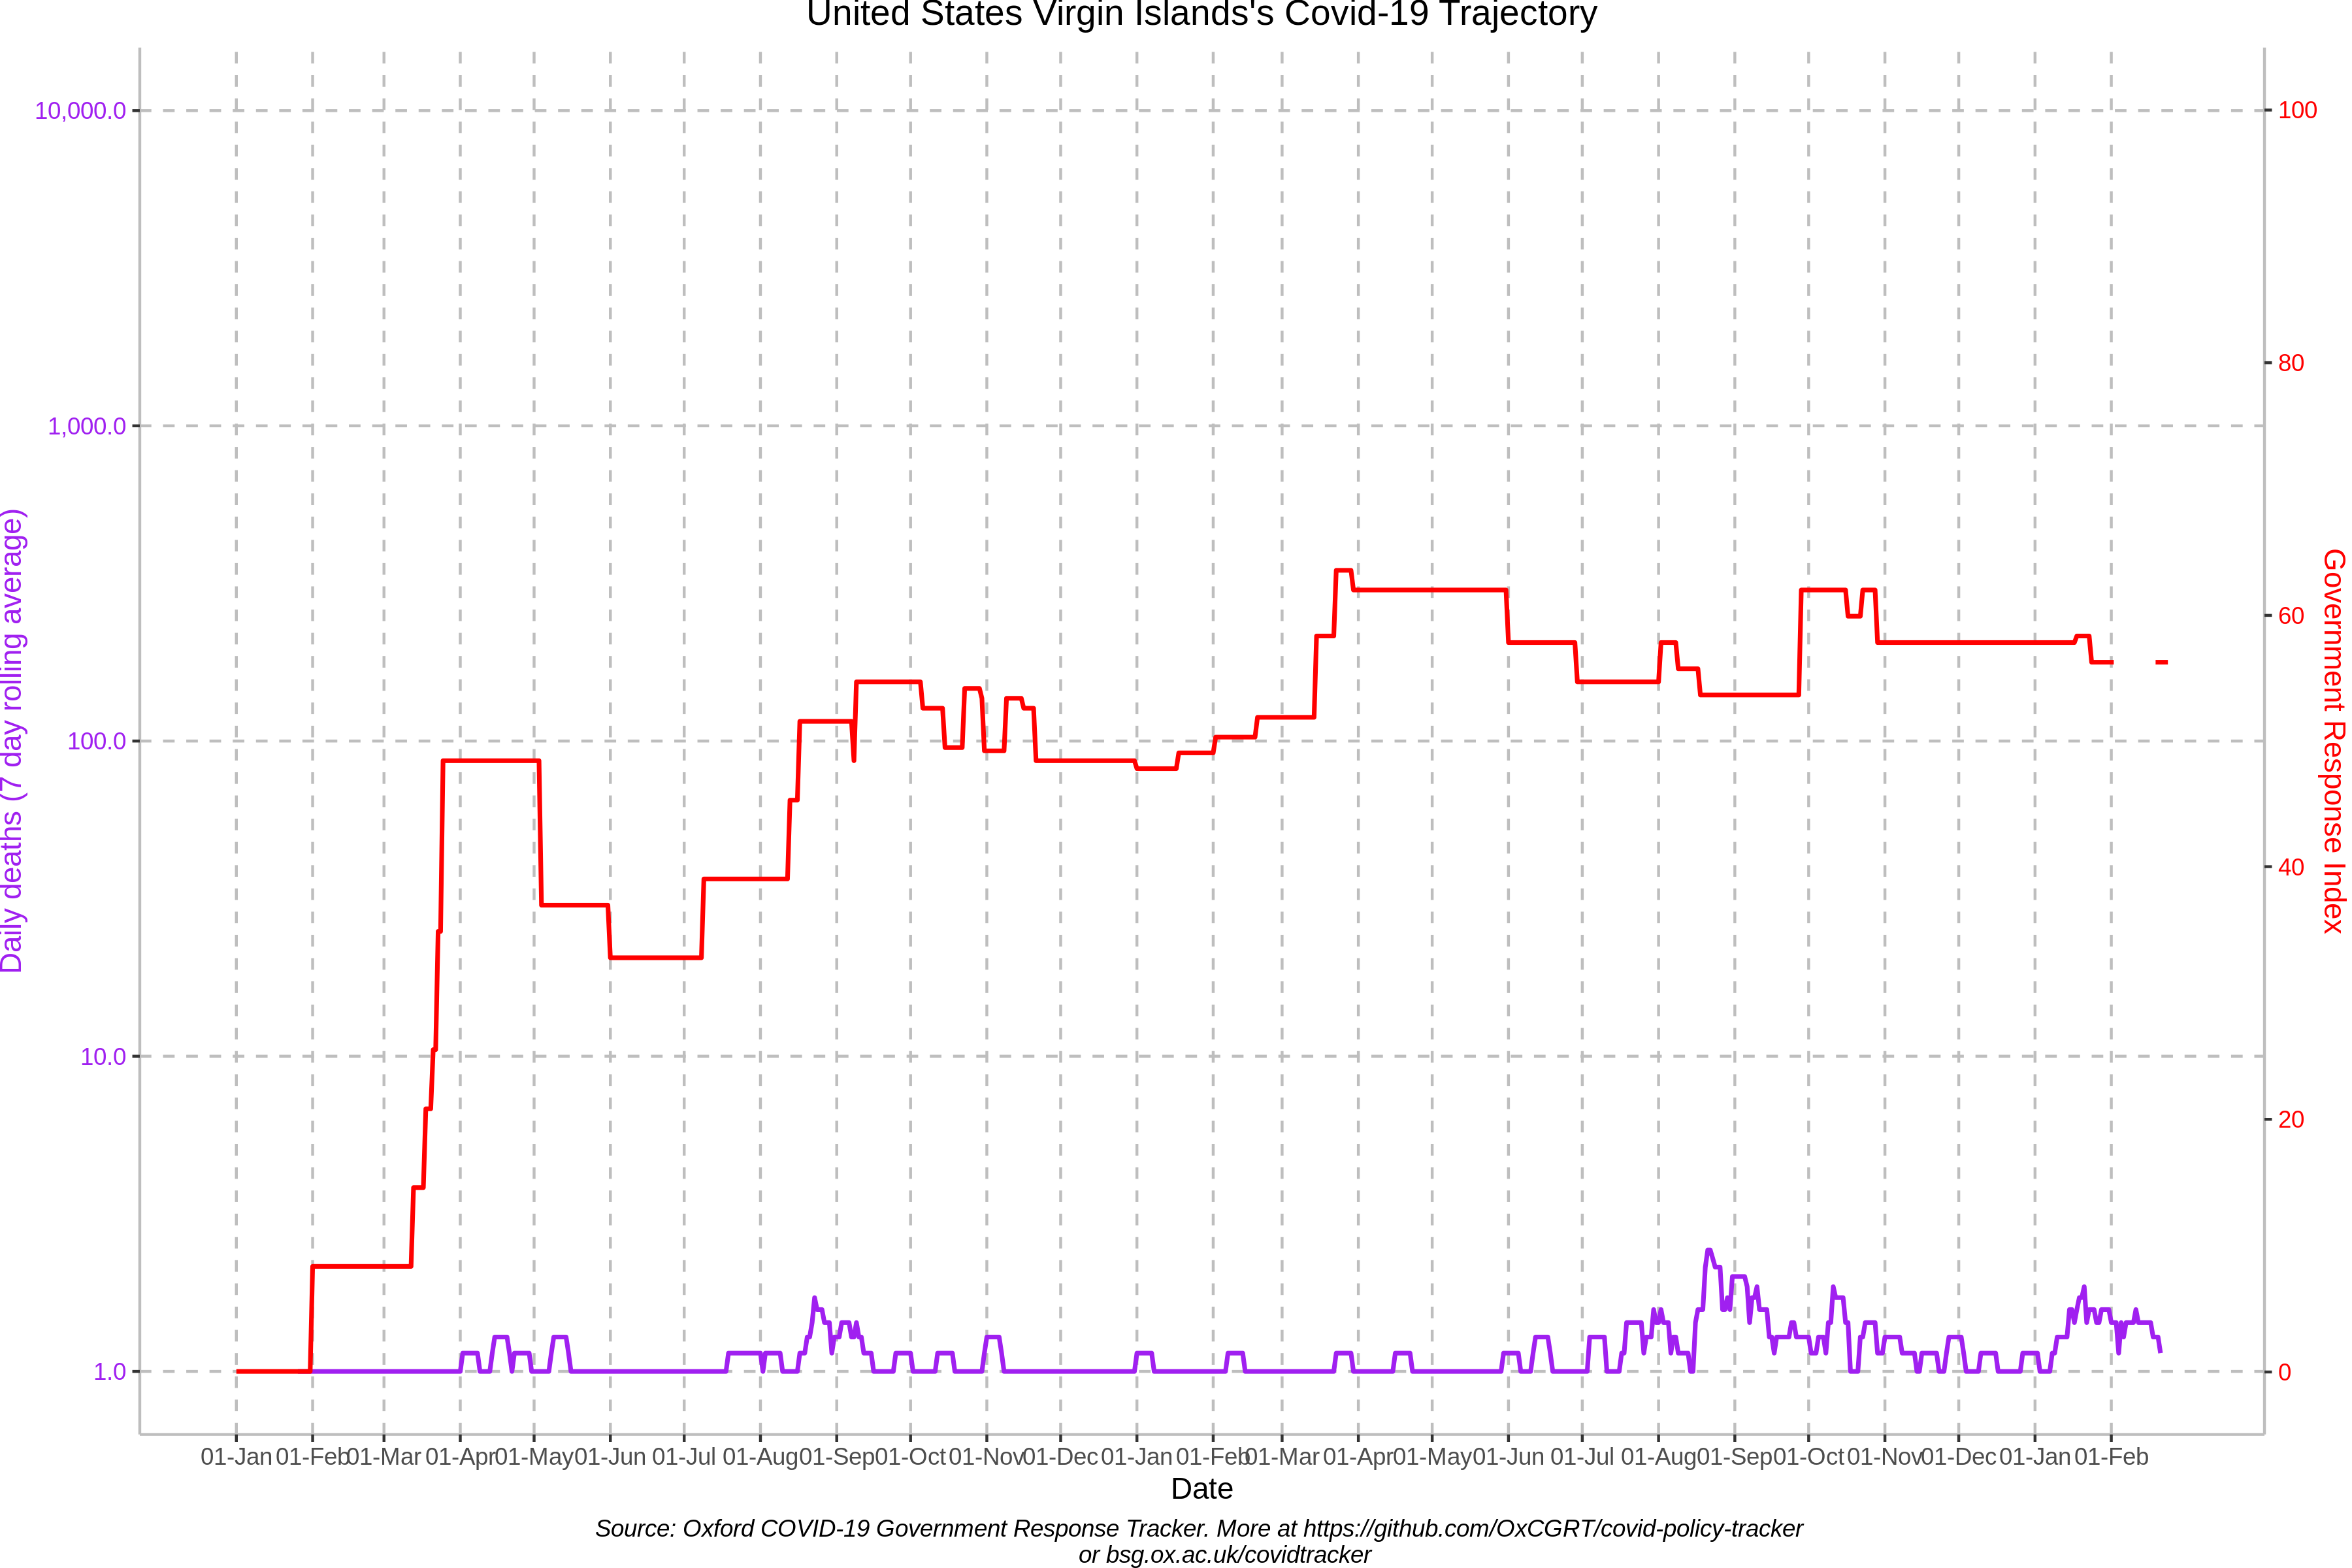 United States Virgin Islands's Covid-19 Trajectory
10,000.0
1,000.0
100.0
10.0
1.0
Daily deaths (7 day rolling average)
100
80
60
40
20
0
Government Response Index
01-Jan 01-Feb 01-Mar 01-Apr 01-May 01-Jun 01-Jul 01-Aug 01-Sep 01-Oct 01-Nov 01-Dec 01-Jan 01-Feb 01-Mar 01-Apr 01-May 01-Jun 01-Jul 01-Aug 01-Sep 01-Oct 01-Nov 01-Dec 01-Jan 01-Feb
Date
Source: Oxford COVID-19 Government Response Tracker. More at https://github.com/OxCGRT/covid-policy-tracker
or bsg.ox.ac.uk/covidtracker